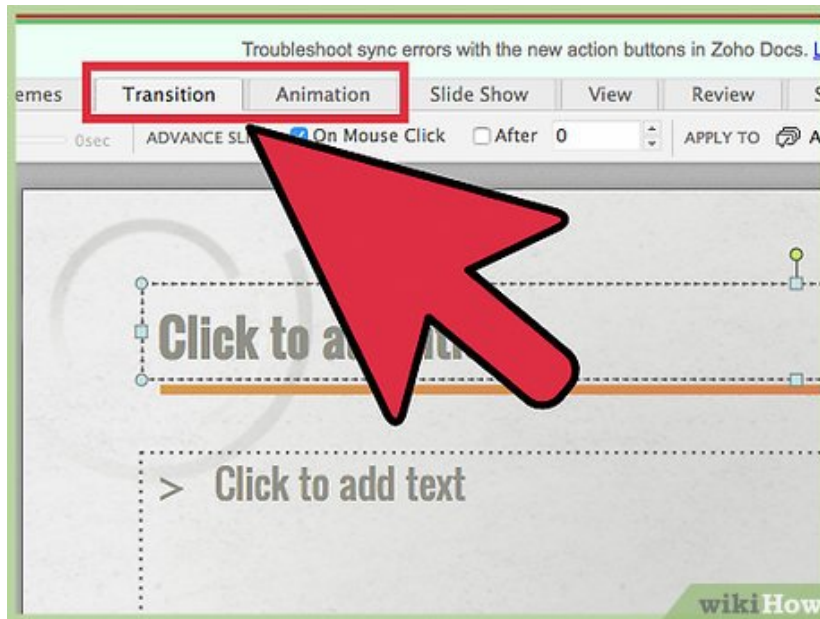 Troubleshoot sync errors with the new action buttons in Zoho Docs.
emes Transition Animation Slide Show View Review S
0sec ADVANCE On Mouse Click After 0 APPLY TO A
Click to
> Click to add text
wikiHow